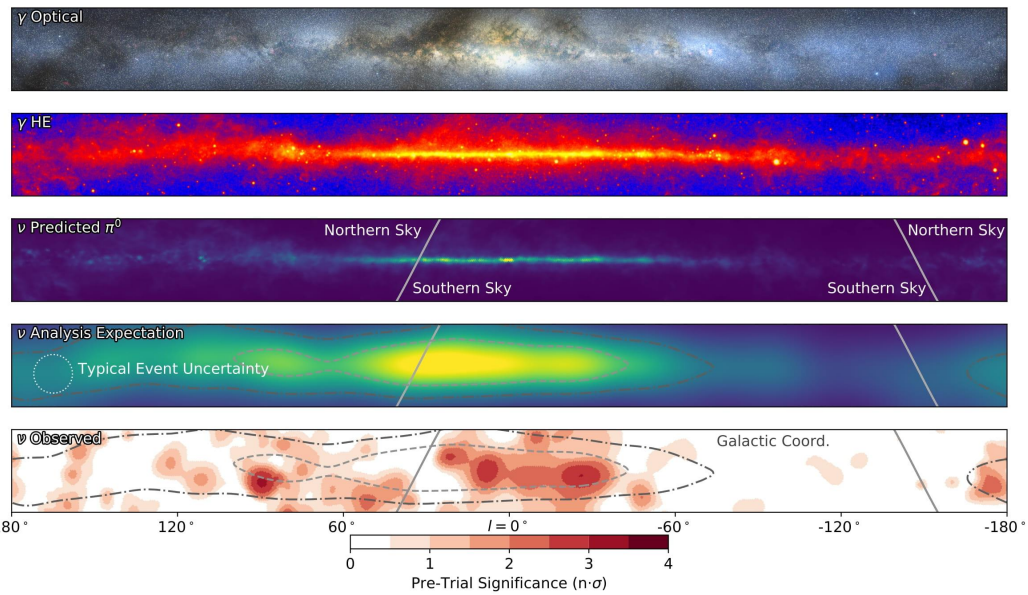 γ Optical
γ HE
ν Predicted π⁰
Northern Sky
Northern Sky
Southern Sky
Southern Sky
ν Analysis Expectation
Typical Event Uncertainty
ν Observed
Galactic Coord.
80° 120° 60° l = 0° -60° -120° -180°
0 1 2 3 4
Pre-Trial Significance (n·σ)